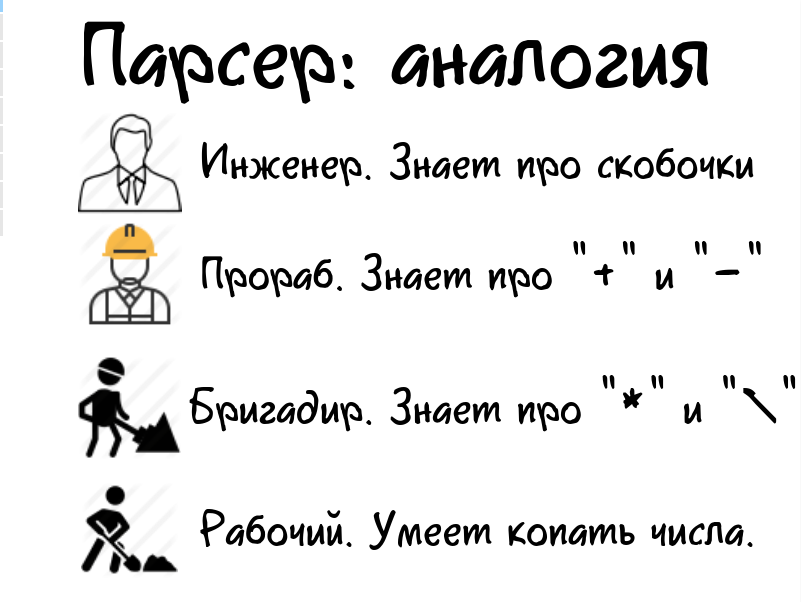 Парсер: аналогия
Инженер. Знает про скобочки
Прораб. Знает про "+" и "-"
Бригадир. Знает про "*" и "\"
Рабочий. Умеет копать числа.